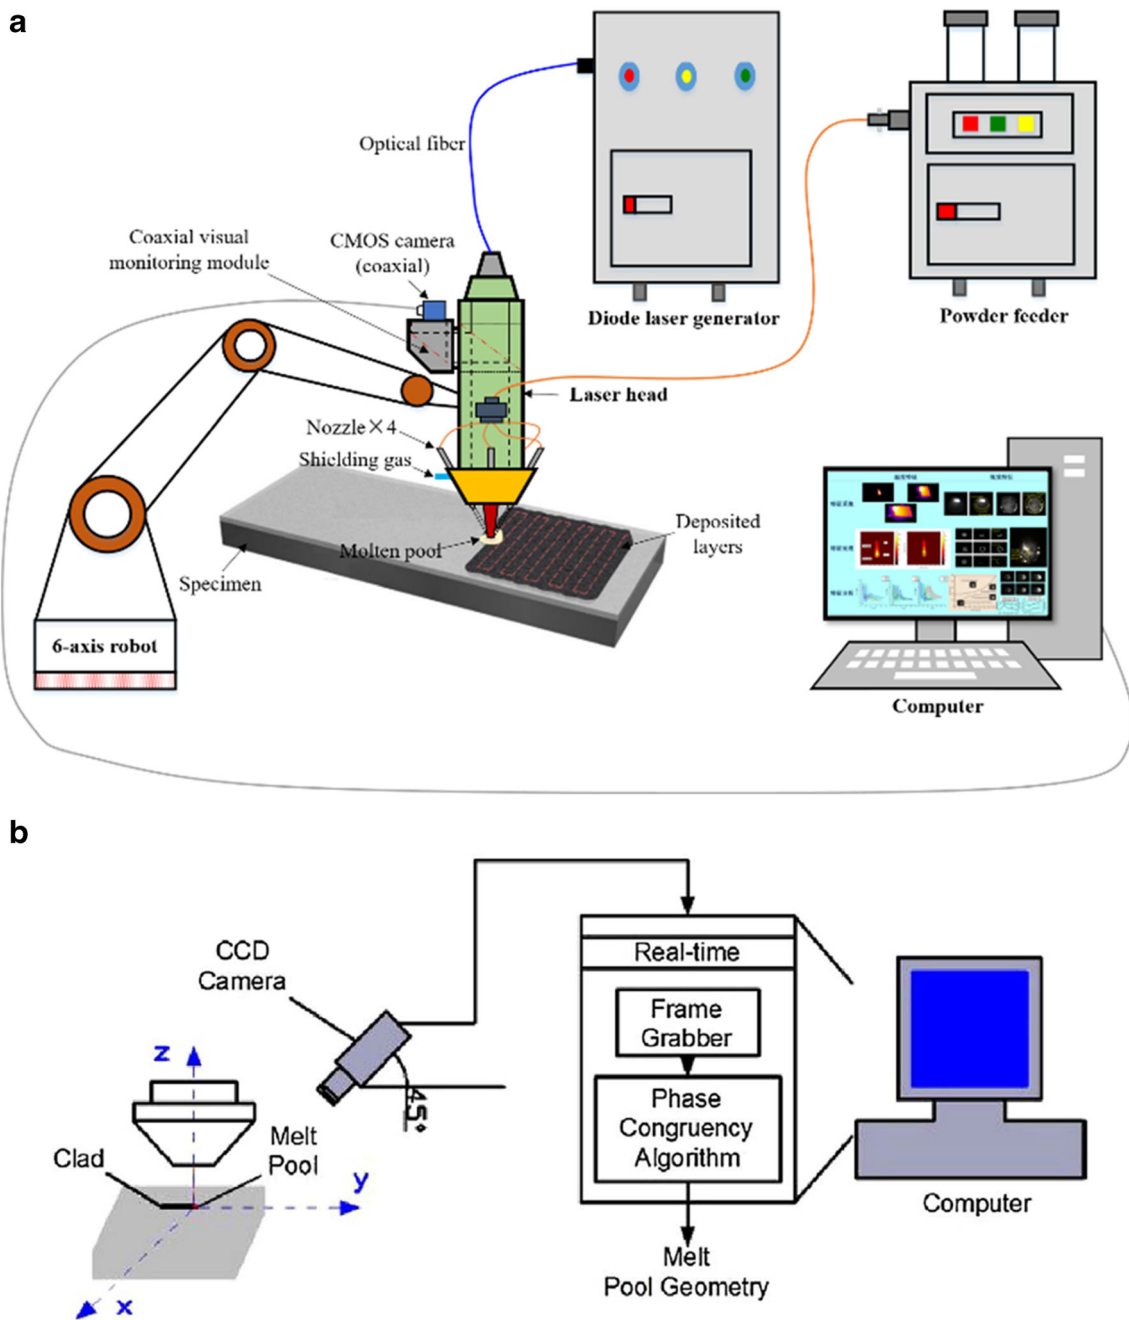 a
Optical fiber
Coaxial visual
monitoring module
CMOS camera
(coaxial)
Diode laser generator
Powder feeder
Laser head
Nozzle×4
Shielding gas
Molten pool
Deposited
layers
Specimen
6-axis robot
Computer
b
CCD
Camera
45°
z
Clad
Melt
Pool
y
x
Real-time
Frame
Grabber
Phase
Congruency
Algorithm
Melt
Pool Geometry
Computer